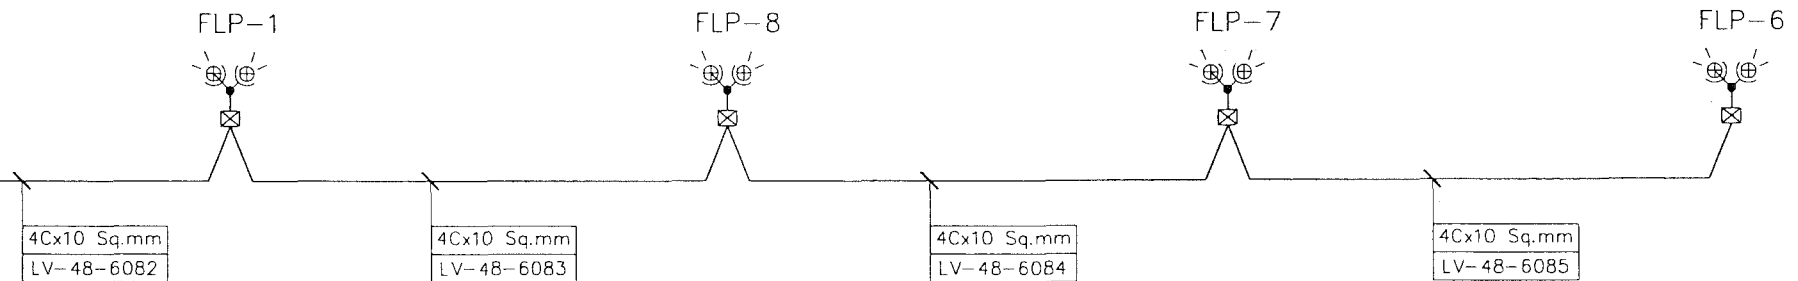 FLP-1
FLP-8
FLP-7
FLP-6
4Cx10 Sq.mm
LV-48-6082
4Cx10 Sq.mm
LV-48-6083
4Cx10 Sq.mm
LV-48-6084
4Cx10 Sq.mm
LV-48-6085